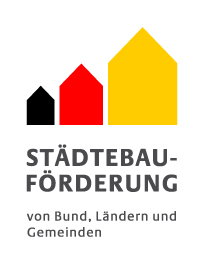 STÄDTEBAU-
FÖRDERUNG
von Bund, Ländern und
Gemeinden